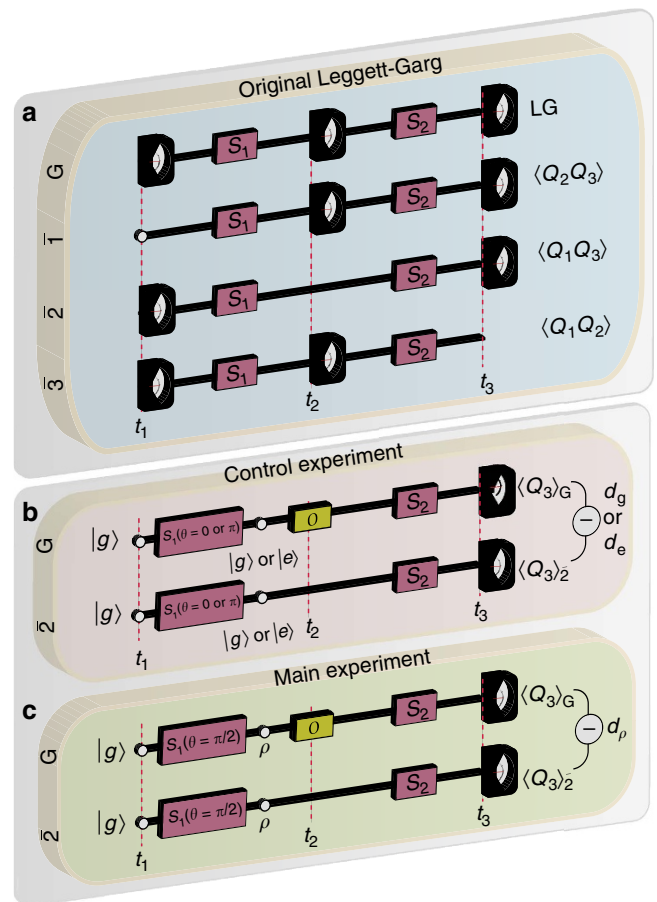 Original Leggett-Garg
a
G
S₁
S₂
LG
1̄
S₁
S₂
⟨Q₂Q₃⟩
2̄
S₁
S₂
⟨Q₁Q₃⟩
3̄
S₁
S₂
⟨Q₁Q₂⟩
t₁
t₂
t₃
Control experiment
b
G
|g⟩
S₁(θ = 0 or π)
|g⟩ or |e⟩
O
S₂
⟨Q₃⟩G
2̄
|g⟩
S₁(θ = 0 or π)
|g⟩ or |e⟩
S₂
⟨Q₃⟩2̄
−
dg
or
de
t₁
t₂
t₃
Main experiment
c
G
|g⟩
S₁(θ = π/2)
ρ
O
S₂
⟨Q₃⟩G
2̄
|g⟩
S₁(θ = π/2)
ρ
S₂
⟨Q₃⟩2̄
−
dρ
t₁
t₂
t₃